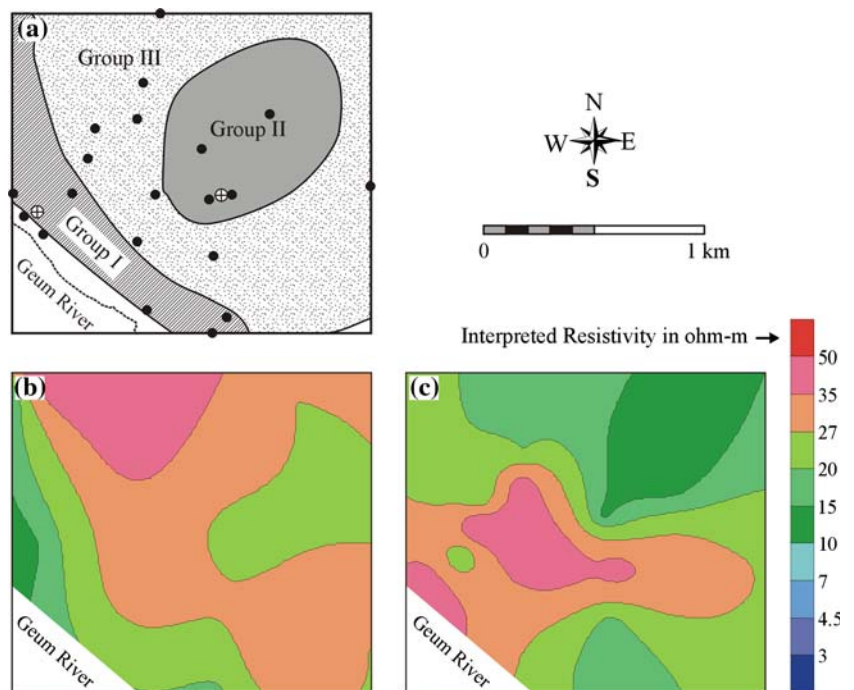 (a)
Group III
Group II
Group I
Geum River
N
W E
S
0 1 km
Interpreted Resistivity in ohm-m
(b)
Geum River
(c)
Geum River
50
35
27
20
15
10
7
4.5
3